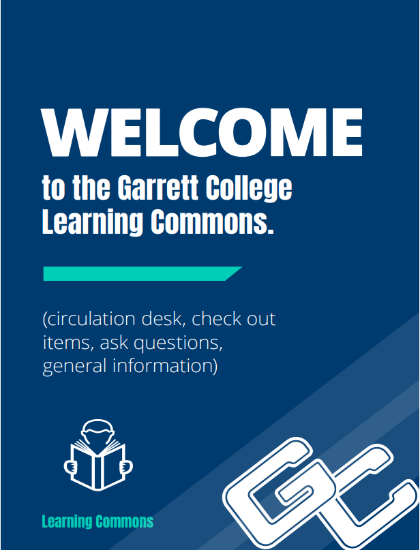 WELCOME
to the Garrett College
Learning Commons.
(circulation desk, check out
items, ask questions,
general information)
Learning Commons
GC